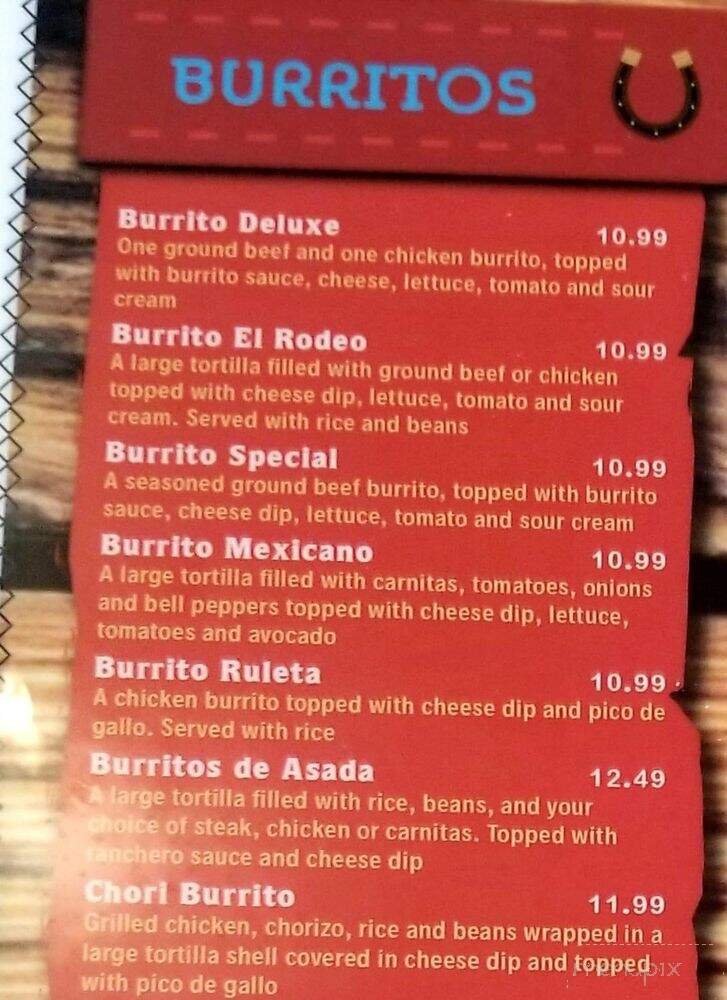 BURRITOS
Burrito Deluxe 10.99
One ground beef and one chicken burrito, topped
with burrito sauce, cheese, lettuce, tomato and sour
cream
Burrito El Rodeo 10.99
A large tortilla filled with ground beef or chicken
topped with cheese dip, lettuce, tomato and sour
cream. Served with rice and beans
Burrito Special 10.99
A seasoned ground beef burrito, topped with burrito
sauce, cheese dip, lettuce, tomato and sour cream
Burrito Mexicano 10.99
A large tortilla filled with carnitas, tomatoes, onions
and bell peppers topped with cheese dip, lettuce,
tomatoes and avocado
Burrito Ruleta 10.99
A chicken burrito topped with cheese dip and pico de
gallo. Served with rice
Burritos de Asada 12.49
A large tortilla filled with rice, beans, and your
choice of steak, chicken or carnitas. Topped with
ranchero sauce and cheese dip
Chori Burrito 11.99
Grilled chicken, chorizo, rice and beans wrapped in a
large tortilla shell covered in cheese dip and topped
with pico de gallo
menupix